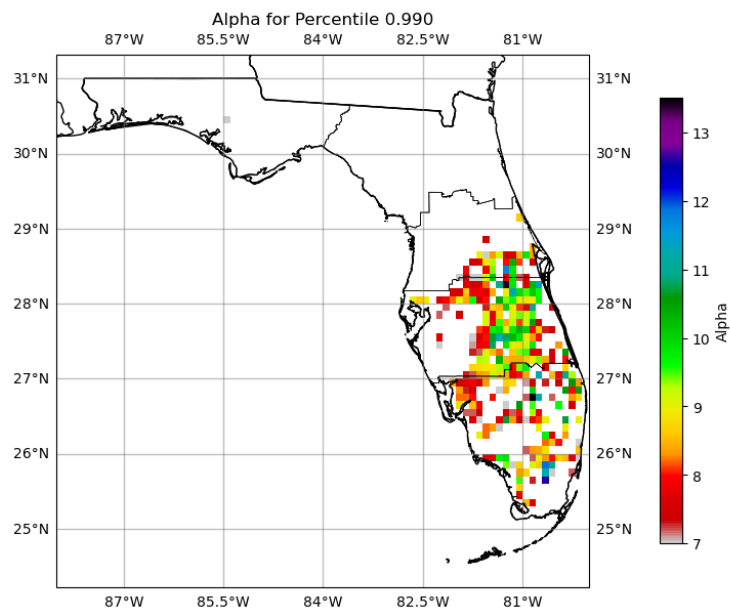 Alpha for Percentile 0.990
87°W 85.5°W 84°W 82.5°W 81°W
31°N 31°N
30°N 30°N
29°N 29°N
28°N 28°N
27°N 27°N
26°N 26°N
25°N 25°N
87°W 85.5°W 84°W 82.5°W 81°W
13
12
11
10
9
8
7
Alpha